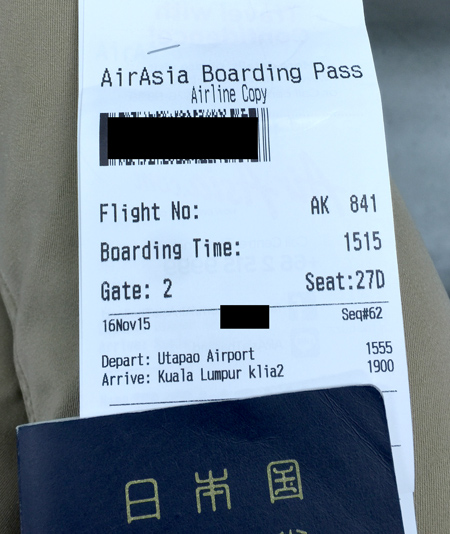 AirAsia Boarding Pass
Airline Copy
Flight No: AK 841
Boarding Time: 1515
Gate: 2 Seat:27D
16Nov15 Seq#62
Depart: Utapao Airport 1555
Arrive: Kuala Lumpur klia2 1900
日本国